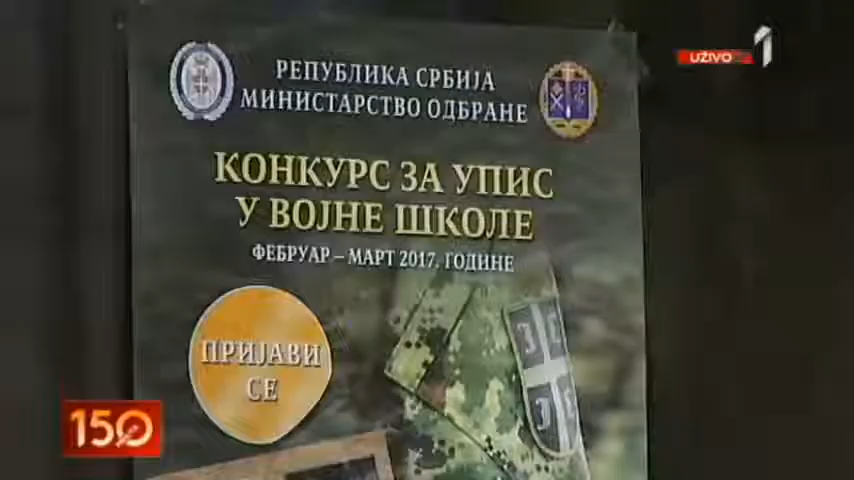 РЕПУБЛИКА СРБИЈА
МИНИСТАРСТВО ОДБРАНЕ
КОНКУРС ЗА УПИС
У ВОЈНЕ ШКОЛЕ
ФЕБРУАР – МАРТ 2017. ГОДИНЕ
ПРИЈАВИ
СЕ
UŽIVO
1
150